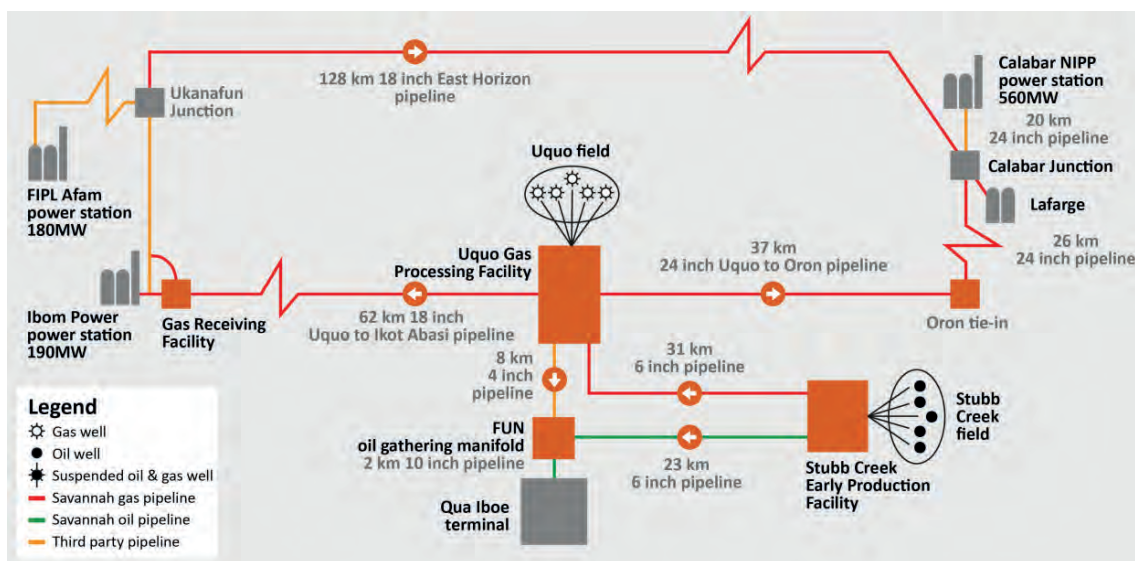 128 km 18 inch East Horizon
pipeline
Ukanafun
Junction
FIPL Afam
power station
180MW
Calabar NIPP
power station
560MW
20 km
24 inch pipeline
Calabar Junction
Lafarge
26 km
24 inch pipeline
Uquo field
Uquo Gas
Processing Facility
37 km
24 inch Uquo to Oron pipeline
Oron tie-in
Ibom Power
power station
190MW
Gas Receiving
Facility
62 km 18 inch
Uquo to Ikot Abasi pipeline
8 km
4 inch
pipeline
31 km
6 inch pipeline
Stubb
Creek
field
FUN
oil gathering manifold
2 km 10 inch pipeline
23 km
6 inch pipeline
Stubb Creek
Early Production
Facility
Qua Iboe
terminal
Legend
Gas well
Oil well
Suspended oil & gas well
Savannah gas pipeline
Savannah oil pipeline
Third party pipeline